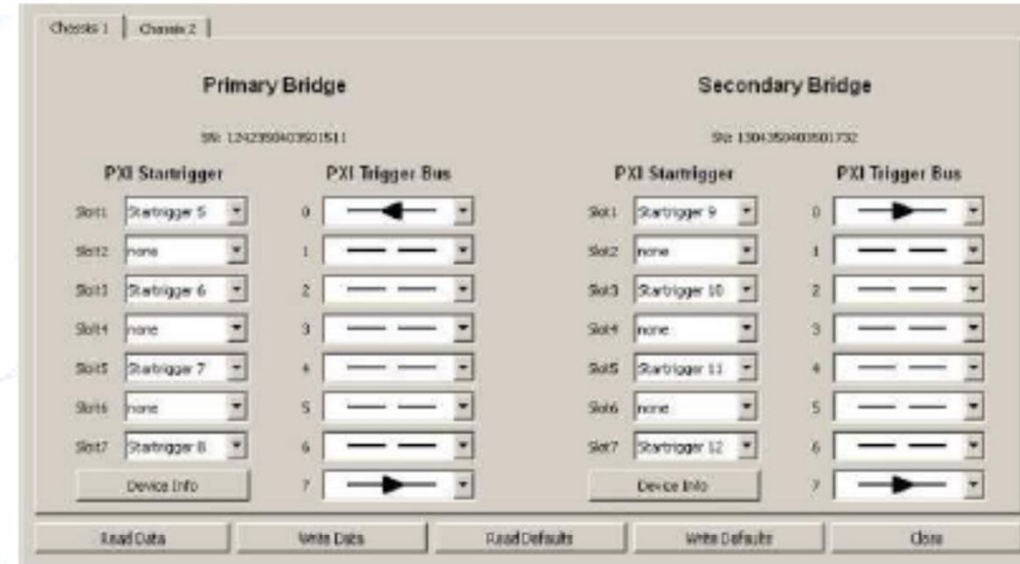 Chassis 1 Chassis 2
Primary Bridge
SN: 1242350403501511
PXI Startrigger PXI Trigger Bus
Slot1 Startrigger 5 0
Slot2 none 1
Slot3 Startrigger 6 2
Slot4 none 3
Slot5 Startrigger 7 4
Slot6 none 5
Slot7 Startrigger 8 6
Device Info 7
Secondary Bridge
SN: 1304350403501732
PXI Startrigger PXI Trigger Bus
Slot1 Startrigger 9 0
Slot2 none 1
Slot3 Startrigger 10 2
Slot4 none 3
Slot5 Startrigger 11 4
Slot6 none 5
Slot7 Startrigger 12 6
Device Info 7
Read Data Write Data Read Defaults Write Defaults Close